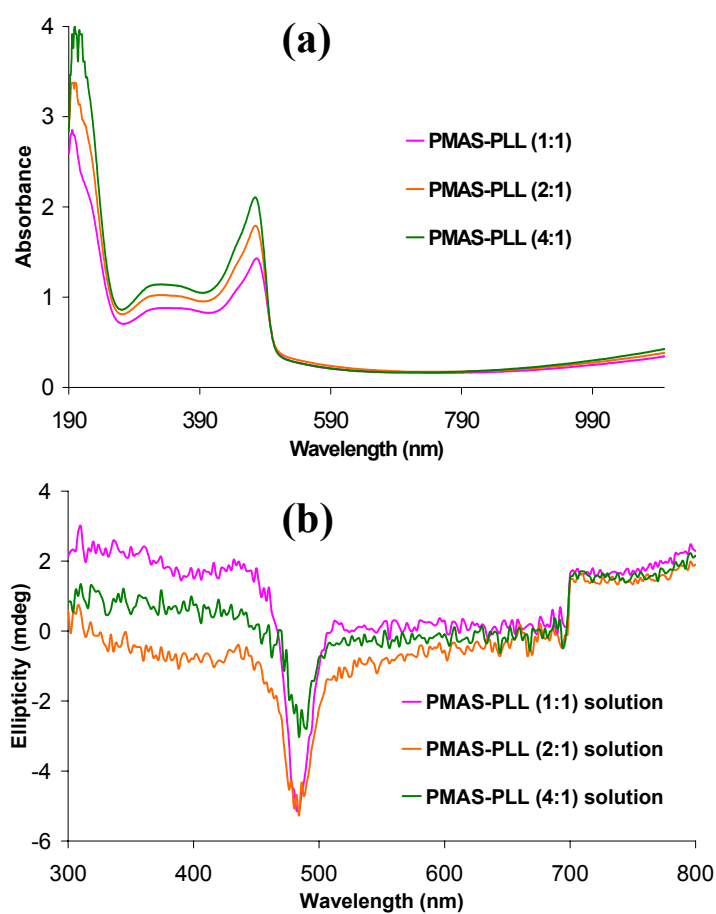 (a)
4
3
2
1
0
Absorbance
PMAS-PLL (1:1)
PMAS-PLL (2:1)
PMAS-PLL (4:1)
190 390 590 790 990
Wavelength (nm)
(b)
4
2
0
-2
-4
-6
Ellipticity (mdeg)
PMAS-PLL (1:1) solution
PMAS-PLL (2:1) solution
PMAS-PLL (4:1) solution
300 400 500 600 700 800
Wavelength (nm)